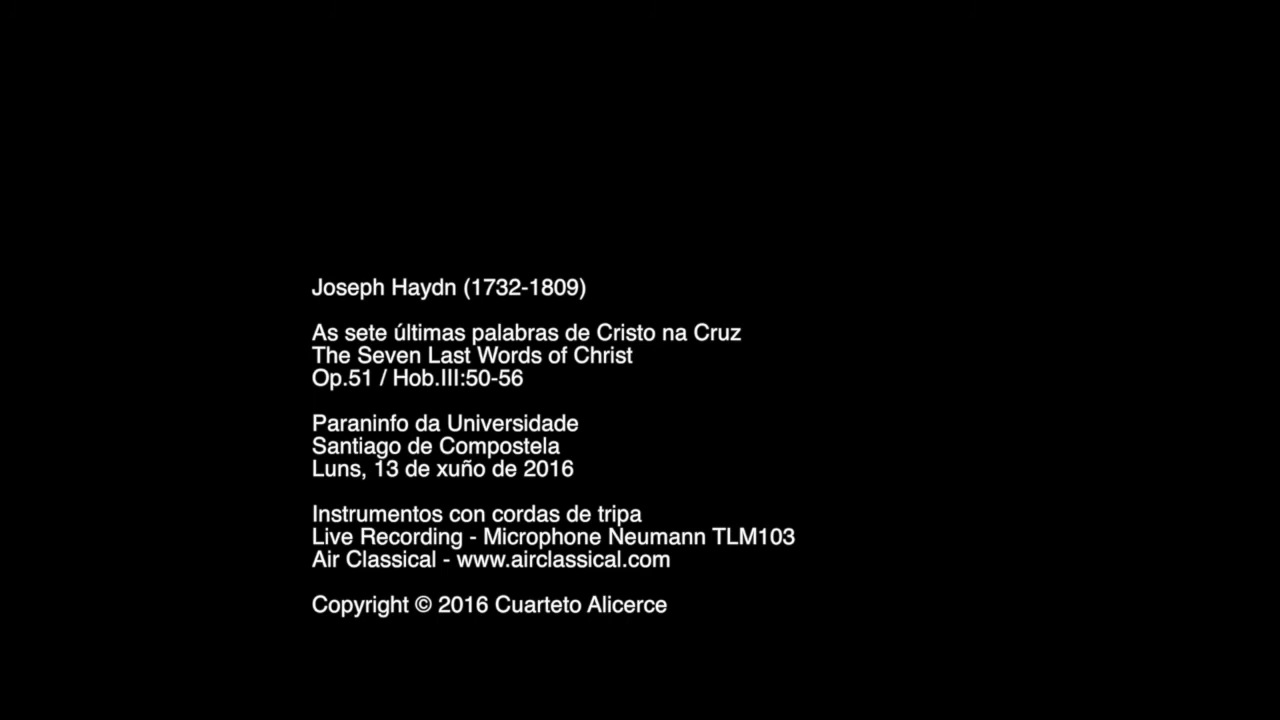 Joseph Haydn (1732-1809)
As sete últimas palabras de Cristo na Cruz
The Seven Last Words of Christ
Op.51 / Hob.III:50-56
Paraninfo da Universidade
Santiago de Compostela
Luns, 13 de xuño de 2016
Instrumentos con cordas de tripa
Live Recording - Microphone Neumann TLM103
Air Classical - www.airclassical.com
Copyright © 2016 Cuarteto Alicerce